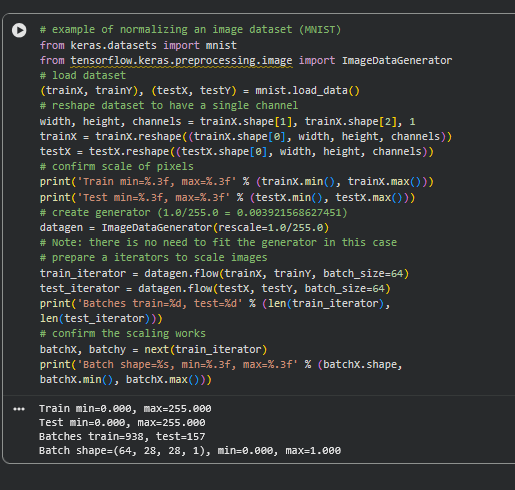 # example of normalizing an image dataset (MNIST)
from keras.datasets import mnist
from tensorflow.keras.preprocessing.image import ImageDataGenerator
# load dataset
(trainX, trainY), (testX, testY) = mnist.load_data()
# reshape dataset to have a single channel
width, height, channels = trainX.shape[1], trainX.shape[2], 1
trainX = trainX.reshape((trainX.shape[0], width, height, channels))
testX = testX.reshape((testX.shape[0], width, height, channels))
# confirm scale of pixels
print('Train min=%.3f, max=%.3f' % (trainX.min(), trainX.max()))
print('Test min=%.3f, max=%.3f' % (testX.min(), testX.max()))
# create generator (1.0/255.0 = 0.003921568627451)
datagen = ImageDataGenerator(rescale=1.0/255.0)
# Note: there is no need to fit the generator in this case
# prepare a iterators to scale images
train_iterator = datagen.flow(trainX, trainY, batch_size=64)
test_iterator = datagen.flow(testX, testY, batch_size=64)
print('Batches train=%d, test=%d' % (len(train_iterator),
len(test_iterator)))
# confirm the scaling works
batchX, batchy = next(train_iterator)
print('Batch shape=%s, min=%.3f, max=%.3f' % (batchX.shape,
batchX.min(), batchX.max()))
Train min=0.000, max=255.000
Test min=0.000, max=255.000
Batches train=938, test=157
Batch shape=(64, 28, 28, 1), min=0.000, max=1.000